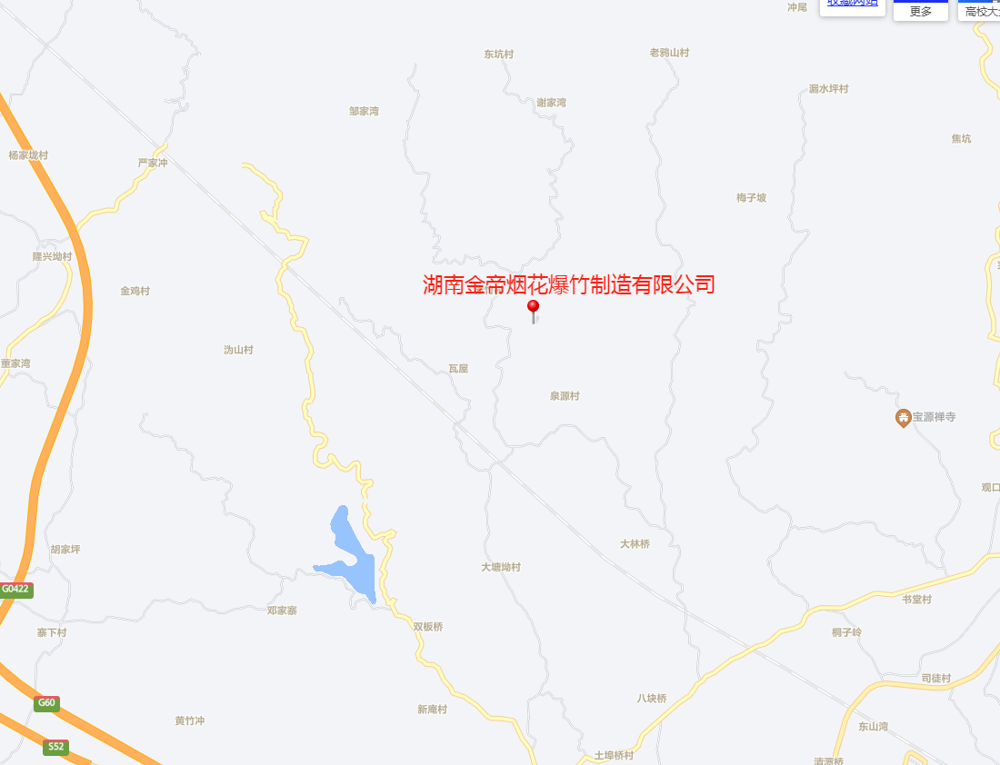 冲尾
收藏网站
更多
高校大全
东坑村
老鸦山村
漏水坪村
谢家湾
邹家湾
焦坑
杨家垅村
严家冲
梅子坡
隆兴坳村
湖南金帝烟花爆竹制造有限公司
金鸡村
沩山村
董家湾
瓦屋
泉源村
宝源禅寺
观口
大林桥
胡家坪
大塘坳村
G0422
书堂村
邓家寨
双板桥
寨下村
桐子岭
司徒村
G60
八块桥
新庵村
黄竹冲
东山湾
S52
土埠桥村
清潭桥